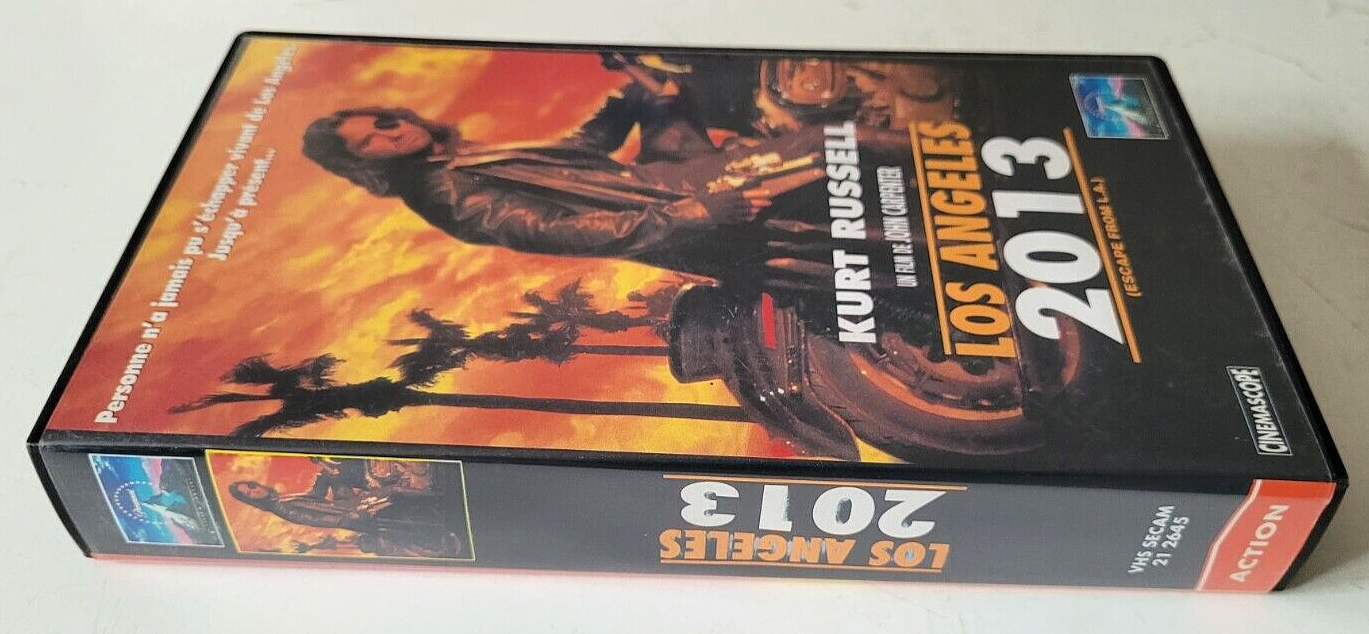 Personne n'a jamais pu s'échapper vivant de Los Angeles...
Jusqu'à présent...
KURT RUSSELL
UN FILM DE JOHN CARPENTER
LOS ANGELES
2013
(ESCAPE FROM L.A.)
CINEMASCOPE
Paramount
LOS ANGELES
2013
VHS SECAM
21 2645
ACTION